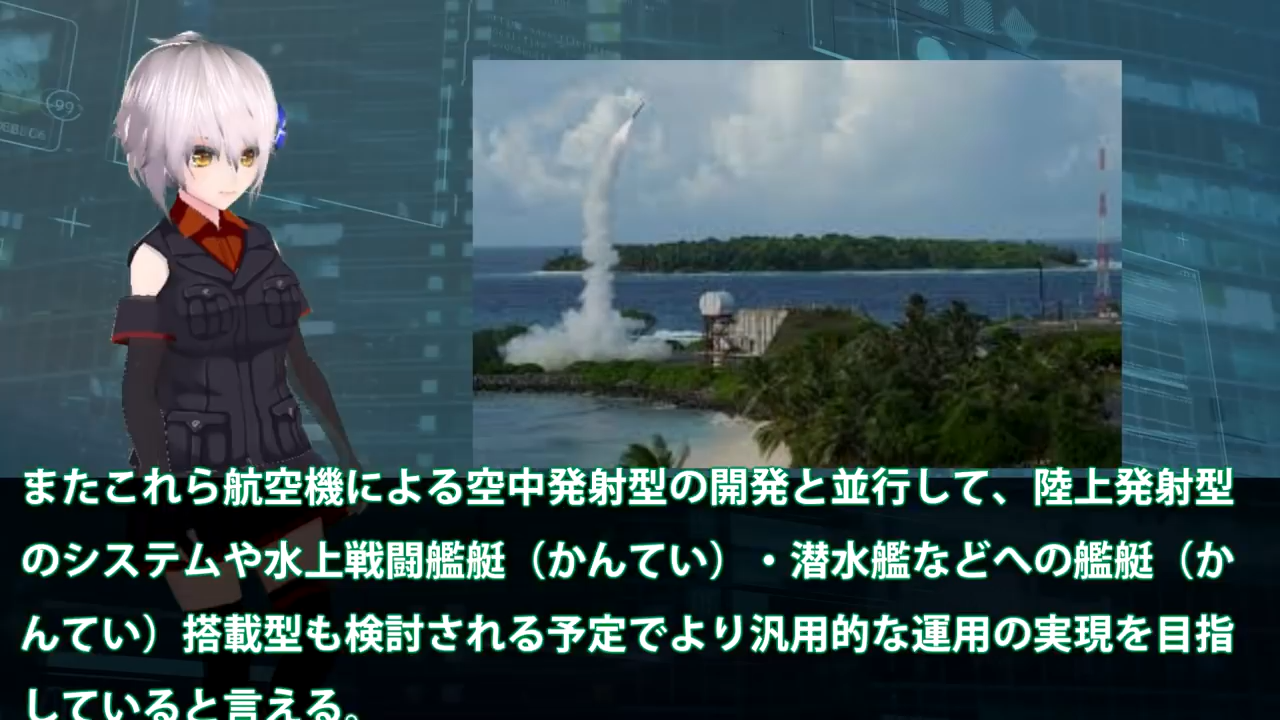 -99
またこれら航空機による空中発射型の開発と並行して、陸上発射型
のシステムや水上戦闘艦艇（かんてい）・潜水艦などへの艦艇（か
んてい）搭載型も検討される予定でより汎用的な運用の実現を目指
していると言える。